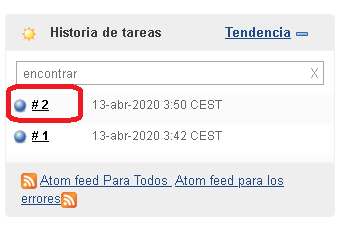 Historia de tareas Tendencia
encontrar X
# 2 13-abr-2020 3:50 CEST
# 1 13-abr-2020 3:42 CEST
Atom feed Para Todos Atom feed para los
errores